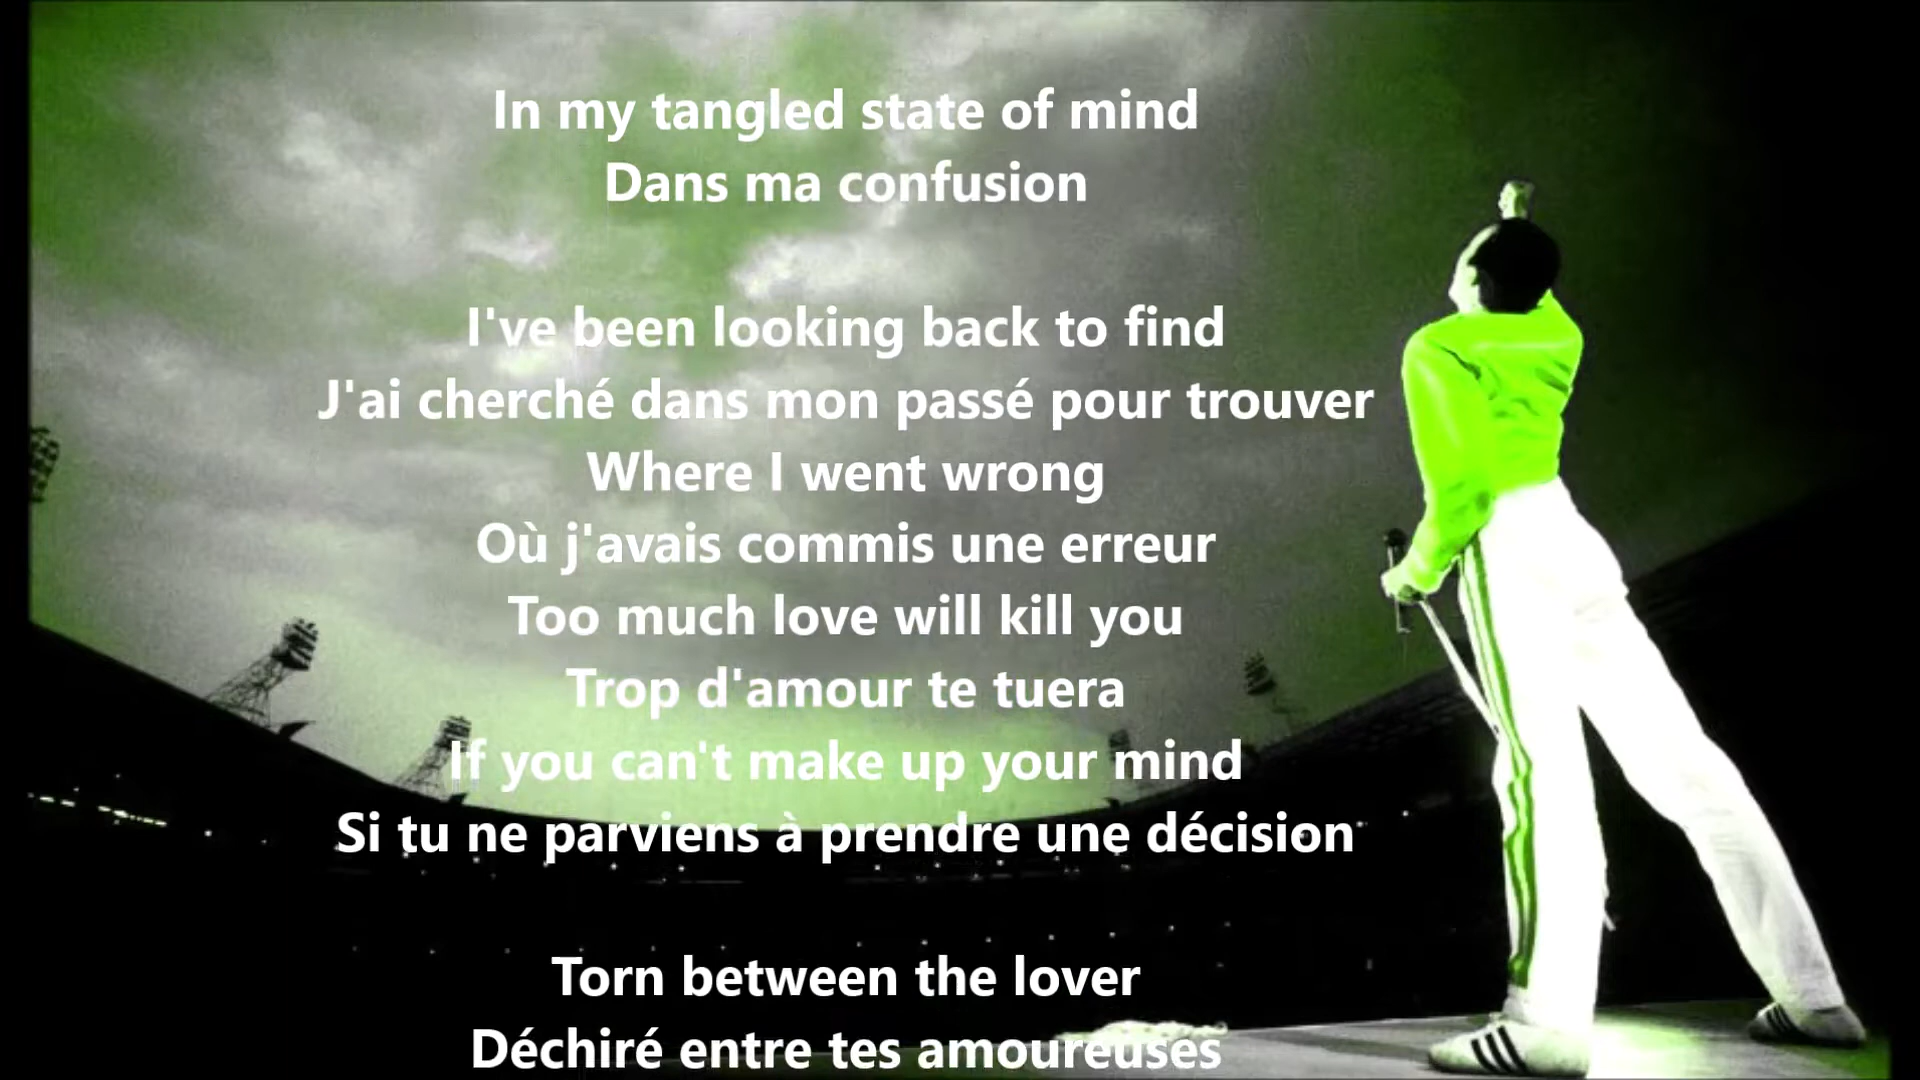 In my tangled state of mind
Dans ma confusion
I've been looking back to find
J'ai cherché dans mon passé pour trouver
Where I went wrong
Où j'avais commis une erreur
Too much love will kill you
Trop d'amour te tuera
If you can't make up your mind
Si tu ne parviens à prendre une décision
Torn between the lover
Déchiré entre tes amoureuses